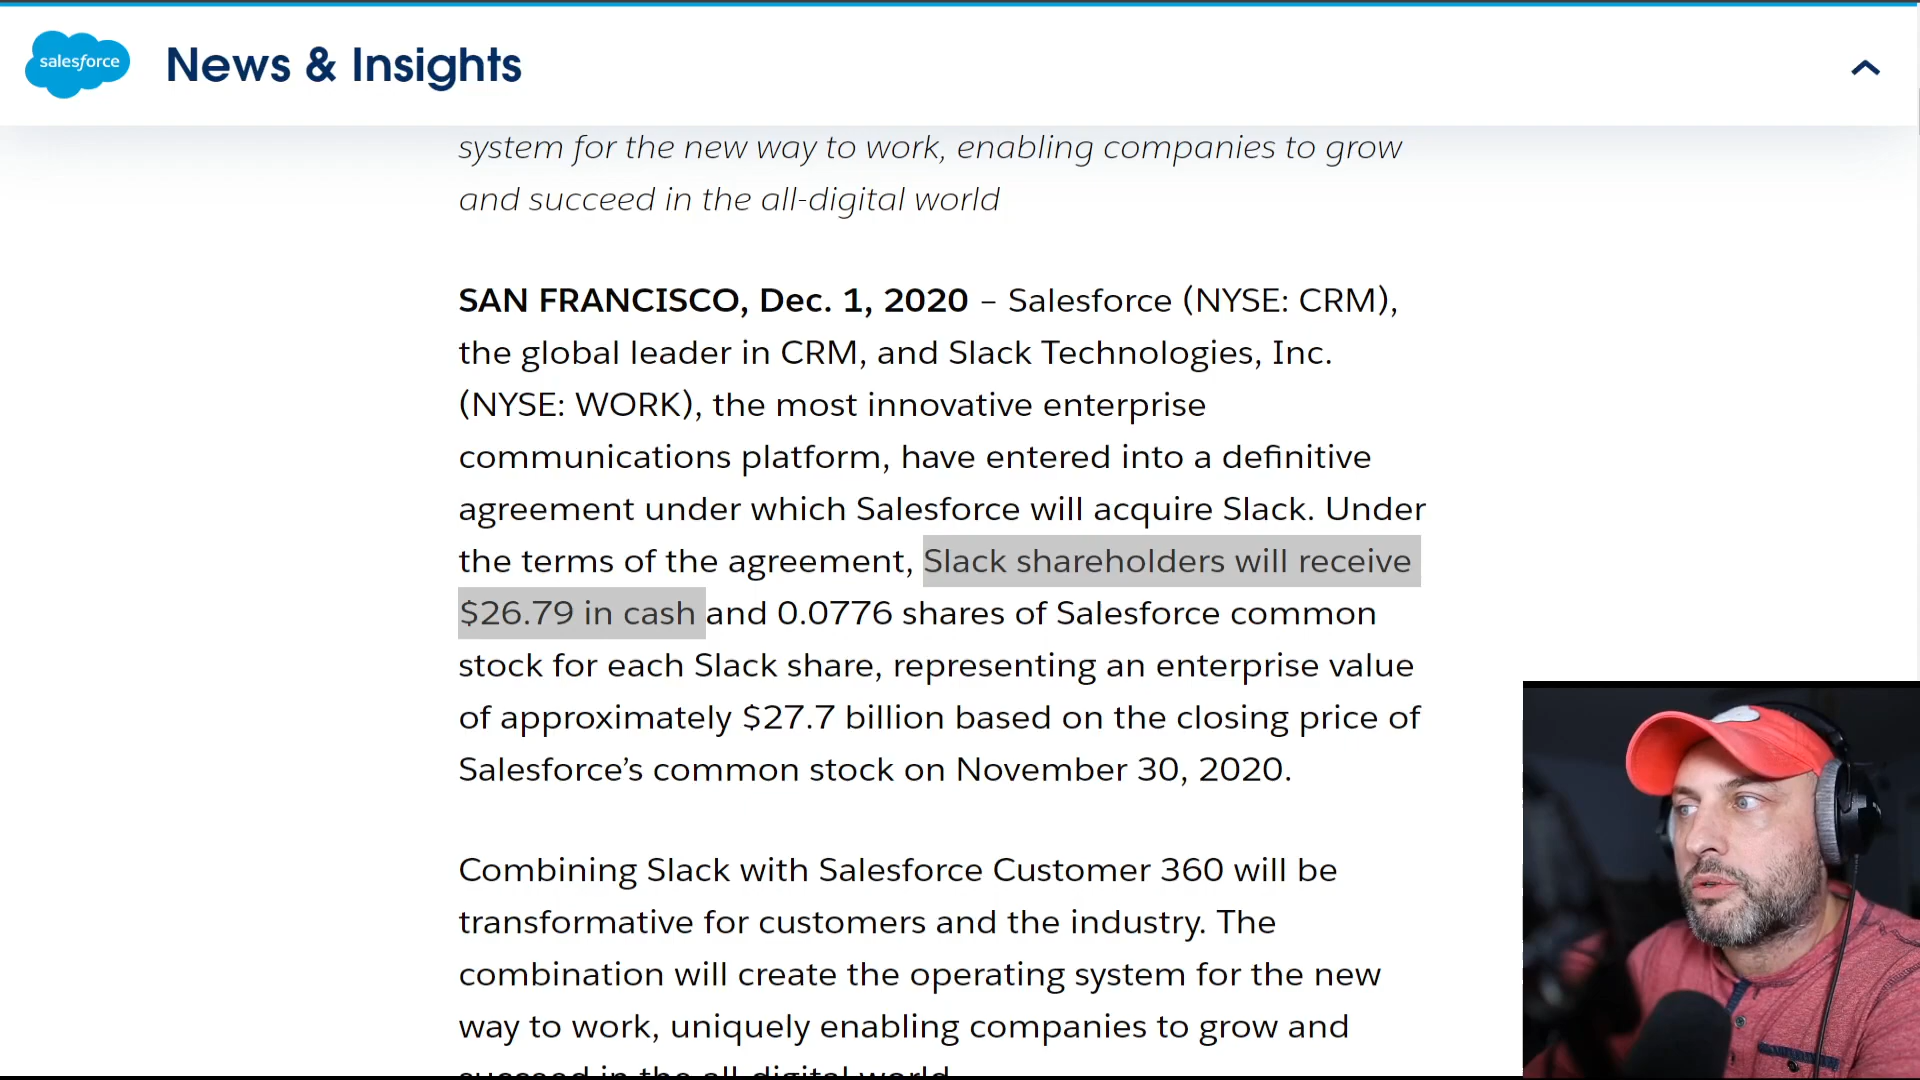 salesforce
News & Insights
system for the new way to work, enabling companies to grow
and succeed in the all-digital world
SAN FRANCISCO, Dec. 1, 2020 – Salesforce (NYSE: CRM),
the global leader in CRM, and Slack Technologies, Inc.
(NYSE: WORK), the most innovative enterprise
communications platform, have entered into a definitive
agreement under which Salesforce will acquire Slack. Under
the terms of the agreement, Slack shareholders will receive
$26.79 in cash and 0.0776 shares of Salesforce common
stock for each Slack share, representing an enterprise value
of approximately $27.7 billion based on the closing price of
Salesforce’s common stock on November 30, 2020.
Combining Slack with Salesforce Customer 360 will be
transformative for customers and the industry. The
combination will create the operating system for the new
way to work, uniquely enabling companies to grow and
succeed in the all-digital world